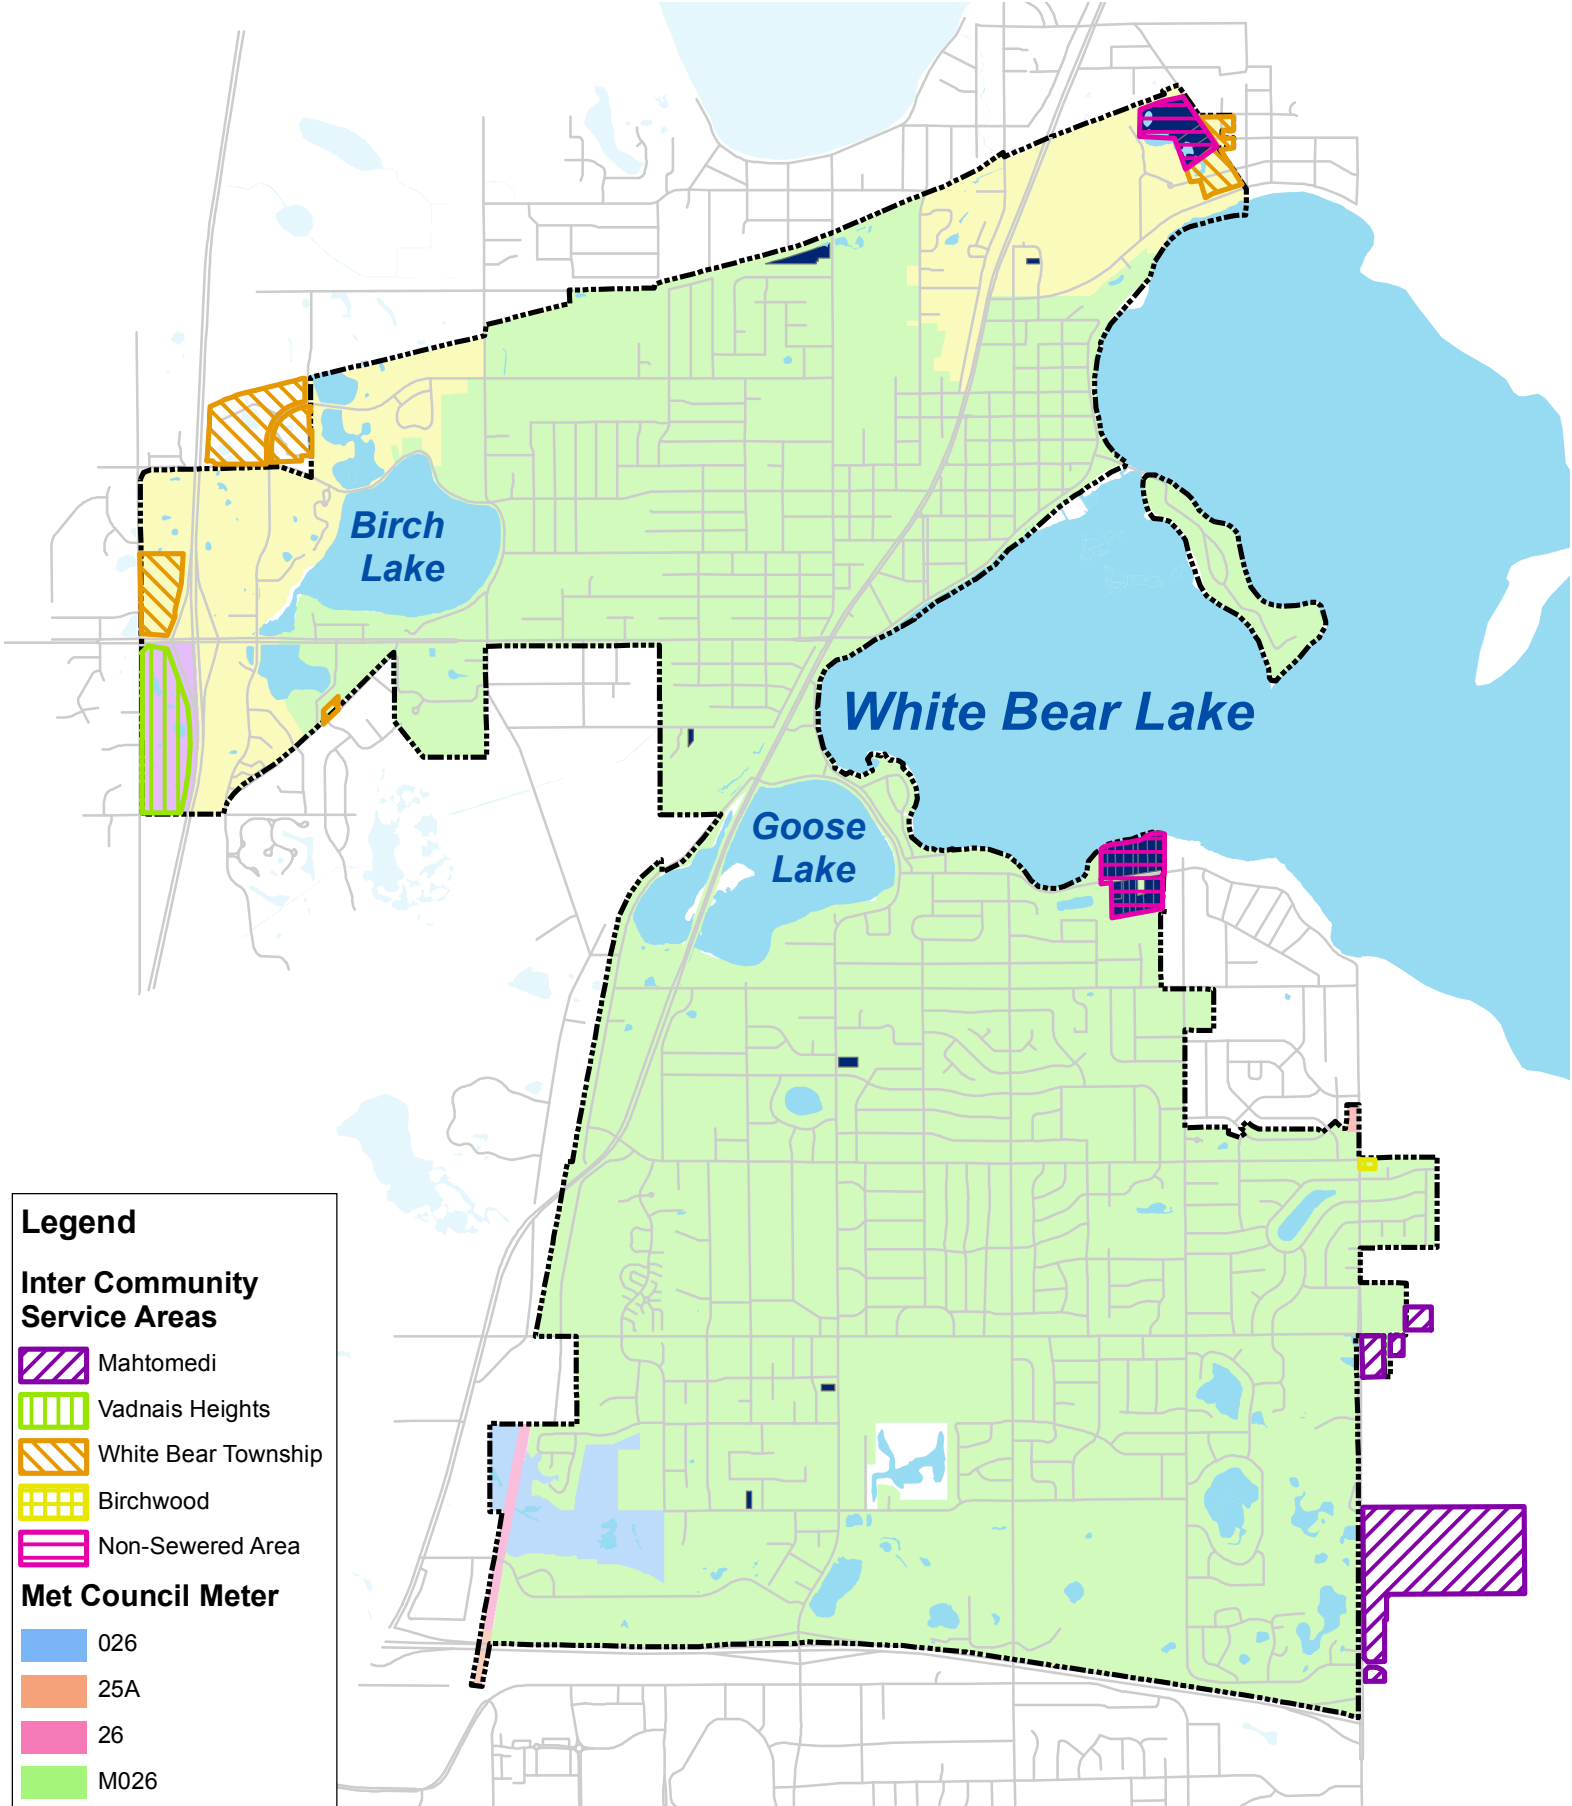 Birch
Lake
White Bear Lake
Goose
Lake
Legend
Inter Community
Service Areas
Mahtomedi
Vadnais Heights
White Bear Township
Birchwood
Non-Sewered Area
Met Council Meter
026
25A
26
M026